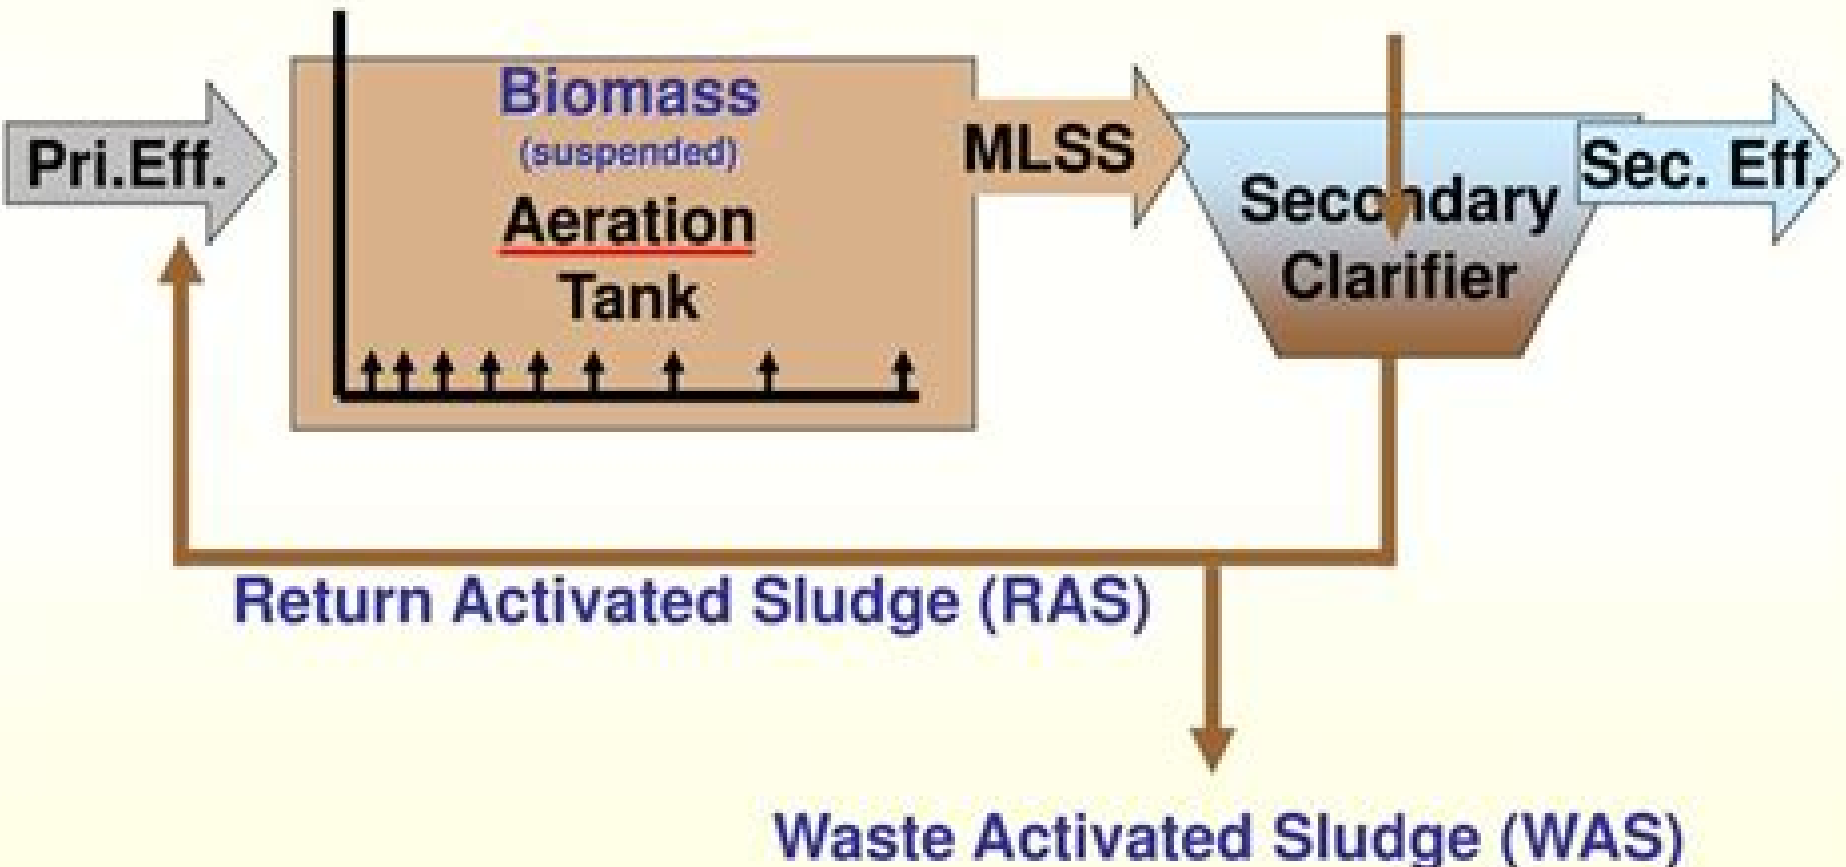 Pri.Eff.
Biomass
(suspended)
Aeration
Tank
MLSS
Secondary
Clarifier
Sec. Eff.
Return Activated Sludge (RAS)
Waste Activated Sludge (WAS)